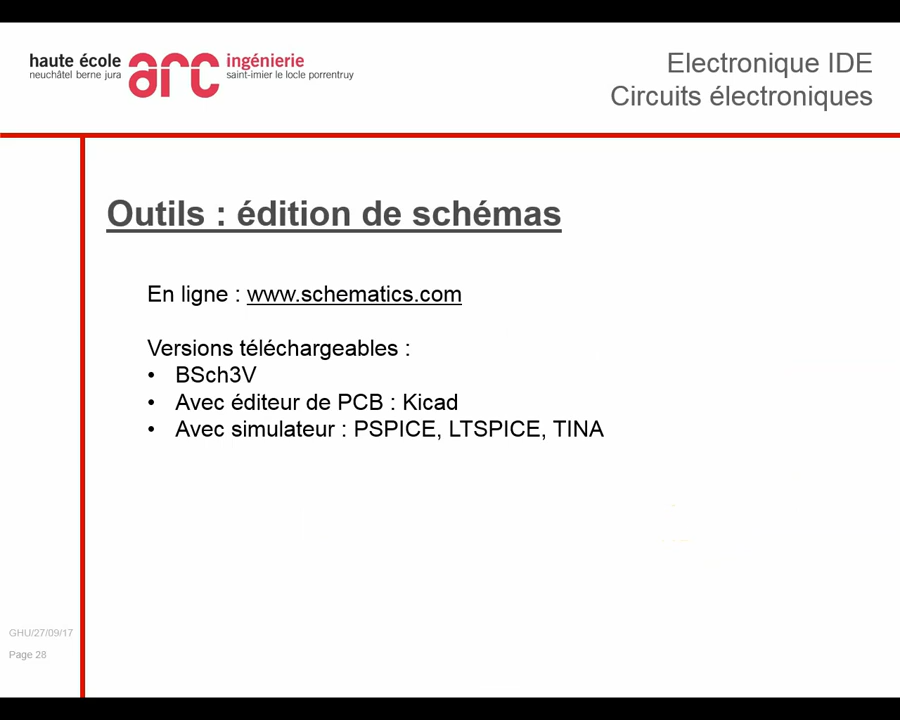 haute école
neuchâtel berne jura
arc
ingénierie
saint-imier le locle porrentruy
Electronique IDE
Circuits électroniques
Outils : édition de schémas
En ligne : www.schematics.com
Versions téléchargeables :
• BSch3V
• Avec éditeur de PCB : Kicad
• Avec simulateur : PSPICE, LTSPICE, TINA
GHU/27/09/17
Page 28